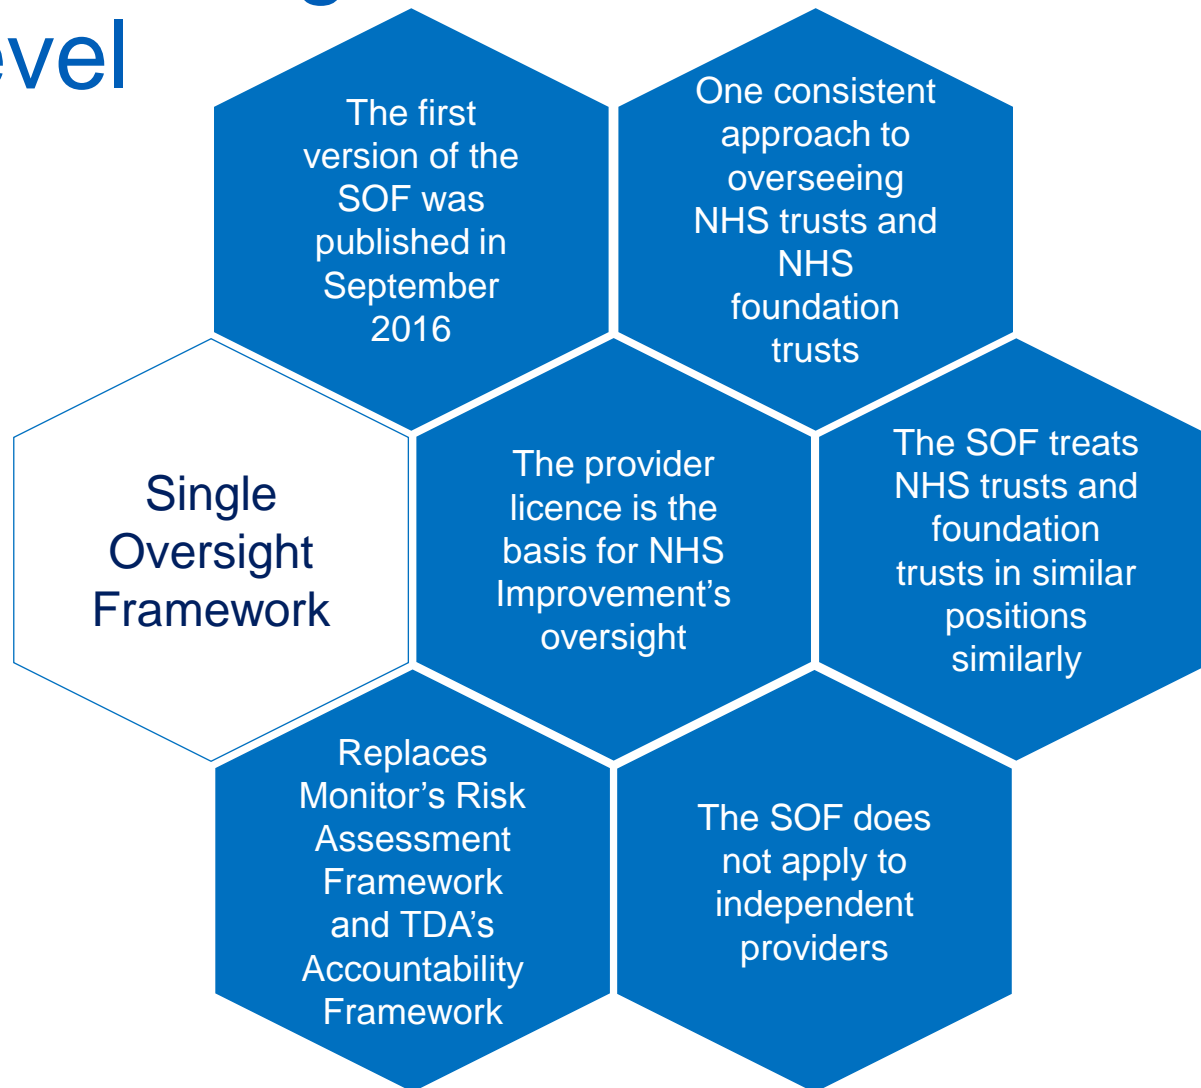 evel
The first
version of the
SOF was
published in
September
2016
One consistent
approach to
overseeing
NHS trusts and
NHS
foundation
trusts
Single
Oversight
Framework
The provider
licence is the
basis for NHS
Improvement’s
oversight
The SOF treats
NHS trusts and
foundation
trusts in similar
positions
similarly
Replaces
Monitor’s Risk
Assessment
Framework
and TDA’s
Accountability
Framework
The SOF does
not apply to
independent
providers